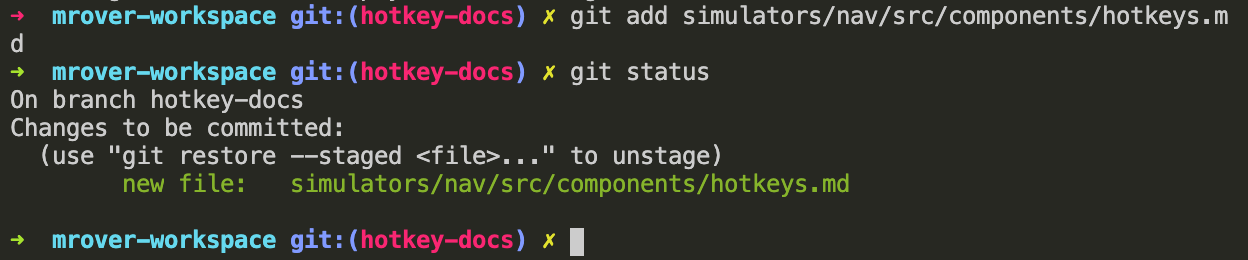 ➜  mrover-workspace git:(hotkey-docs) ✗ git add simulators/nav/src/components/hotkeys.m
d
➜  mrover-workspace git:(hotkey-docs) ✗ git status
On branch hotkey-docs
Changes to be committed:
  (use "git restore --staged <file>..." to unstage)
        new file:   simulators/nav/src/components/hotkeys.md

➜  mrover-workspace git:(hotkey-docs) ✗